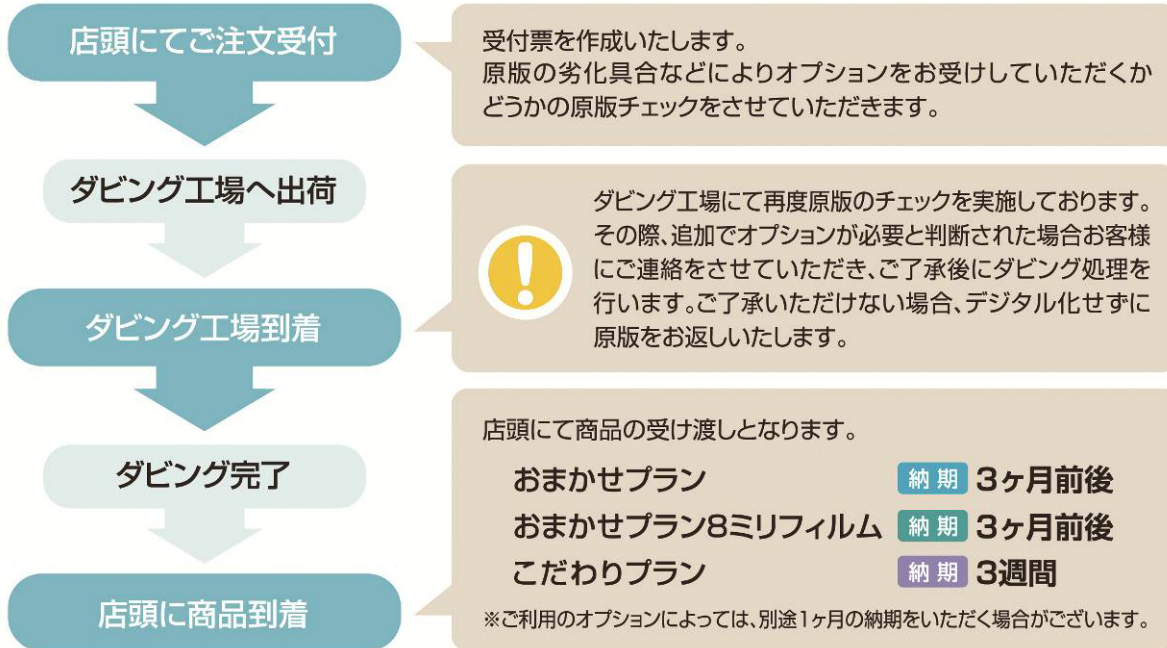 店頭にてご注文受付
受付票を作成いたします。
原版の劣化具合などによりオプションをお受けしていただくか
どうかの原版チェックをさせていただきます。
ダビング工場へ出荷
ダビング工場にて再度原版のチェックを実施しております。
その際、追加でオプションが必要と判断された場合お客様
にご連絡をさせていただき、ご了承後にダビング処理を
行います。ご了承いただけない場合、デジタル化せずに
原版をお返しいたします。
ダビング工場到着
ダビング完了
店頭にて商品の受け渡しとなります。
おまかせプラン 納期 3ヶ月前後
おまかせプラン8ミリフィルム 納期 3ヶ月前後
こだわりプラン 納期 3週間
※ご利用のオプションによっては、別途1ヶ月の納期をいただく場合がございます。
店頭に商品到着